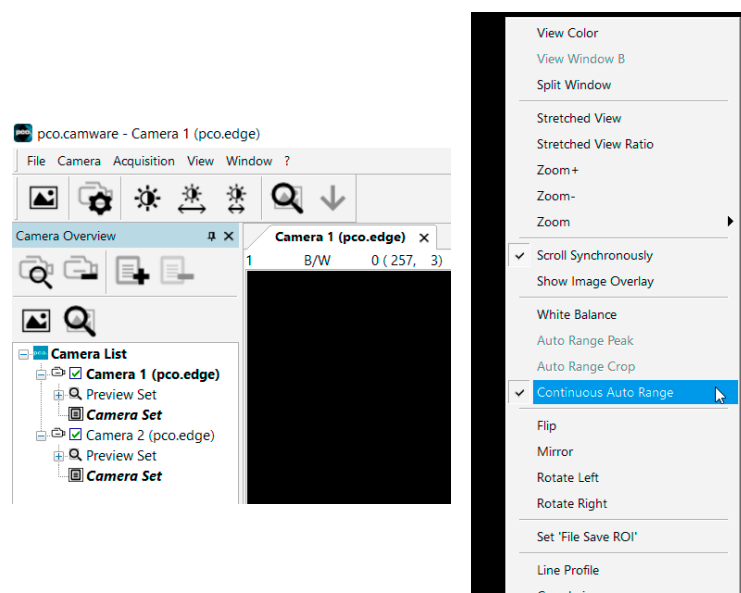 pco.camware - Camera 1 (pco.edge)
File Camera Acquisition View Window ?
Camera Overview
Camera 1 (pco.edge)
1 B/W 0 ( 257, 3)
pco. Camera List
Camera 1 (pco.edge)
Preview Set
Camera Set
Camera 2 (pco.edge)
Preview Set
Camera Set
View Color
View Window B
Split Window
Stretched View
Stretched View Ratio
Zoom+
Zoom-
Zoom
Scroll Synchronously
Show Image Overlay
White Balance
Auto Range Peak
Auto Range Crop
Continuous Auto Range
Flip
Mirror
Rotate Left
Rotate Right
Set 'File Save ROI'
Line Profile